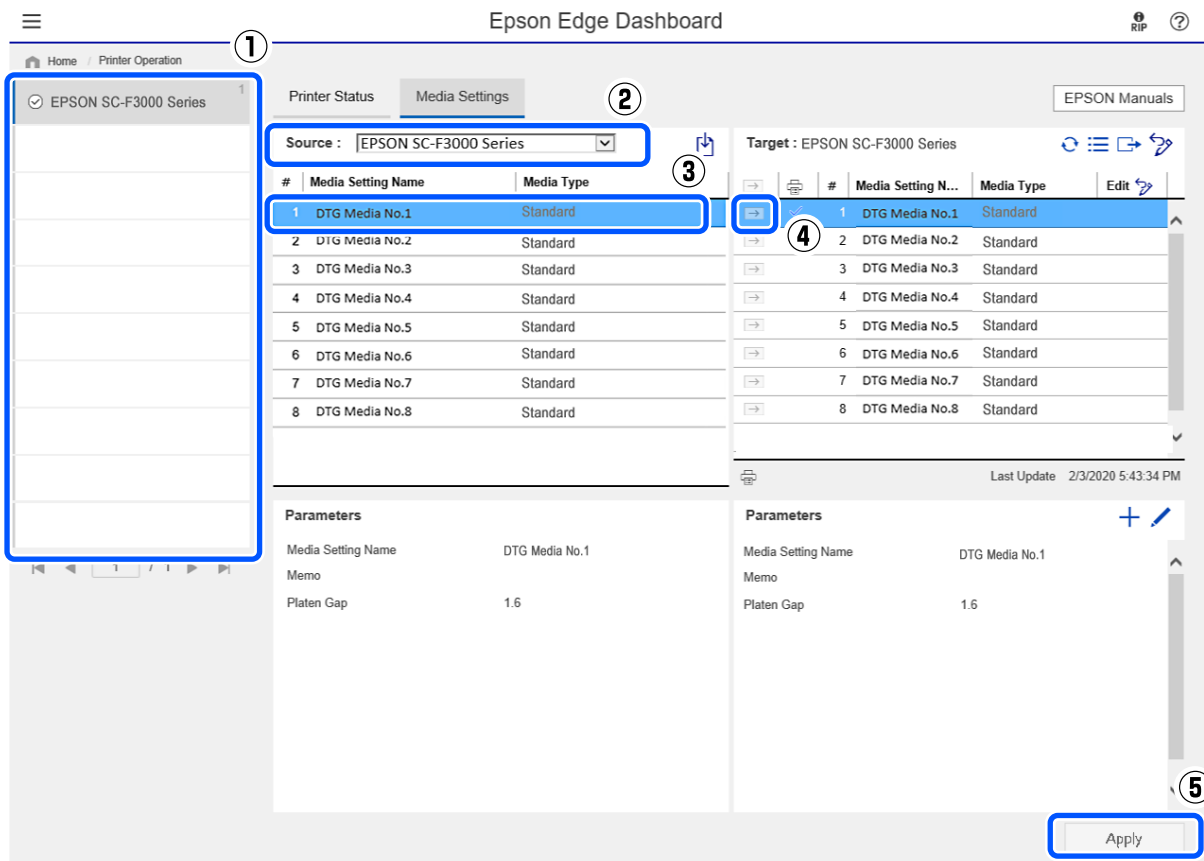 Epson Edge Dashboard
RIP
?
①
Home / Printer Operation
EPSON SC-F3000 Series
1
Printer Status
Media Settings
②
EPSON Manuals
Source : EPSON SC-F3000 Series
③
# Media Setting Name Media Type
1 DTG Media No.1 Standard
2 DTG Media No.2 Standard
3 DTG Media No.3 Standard
4 DTG Media No.4 Standard
5 DTG Media No.5 Standard
6 DTG Media No.6 Standard
7 DTG Media No.7 Standard
8 DTG Media No.8 Standard
Target : EPSON SC-F3000 Series
# Media Setting N... Media Type Edit
1 DTG Media No.1 Standard
④
2 DTG Media No.2 Standard
3 DTG Media No.3 Standard
4 DTG Media No.4 Standard
5 DTG Media No.5 Standard
6 DTG Media No.6 Standard
7 DTG Media No.7 Standard
8 DTG Media No.8 Standard
Last Update 2/3/2020 5:43:34 PM
1 / 1
Parameters
Media Setting Name DTG Media No.1
Memo
Platen Gap 1.6
Parameters
Media Setting Name DTG Media No.1
Memo
Platen Gap 1.6
⑤
Apply